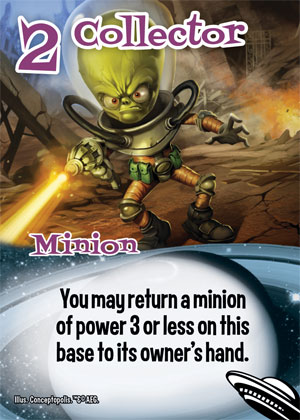 2 Collector
Minion
You may return a minion
of power 3 or less on this
base to its owner's hand.
Illus. Conceptopolis. ™© AEG.